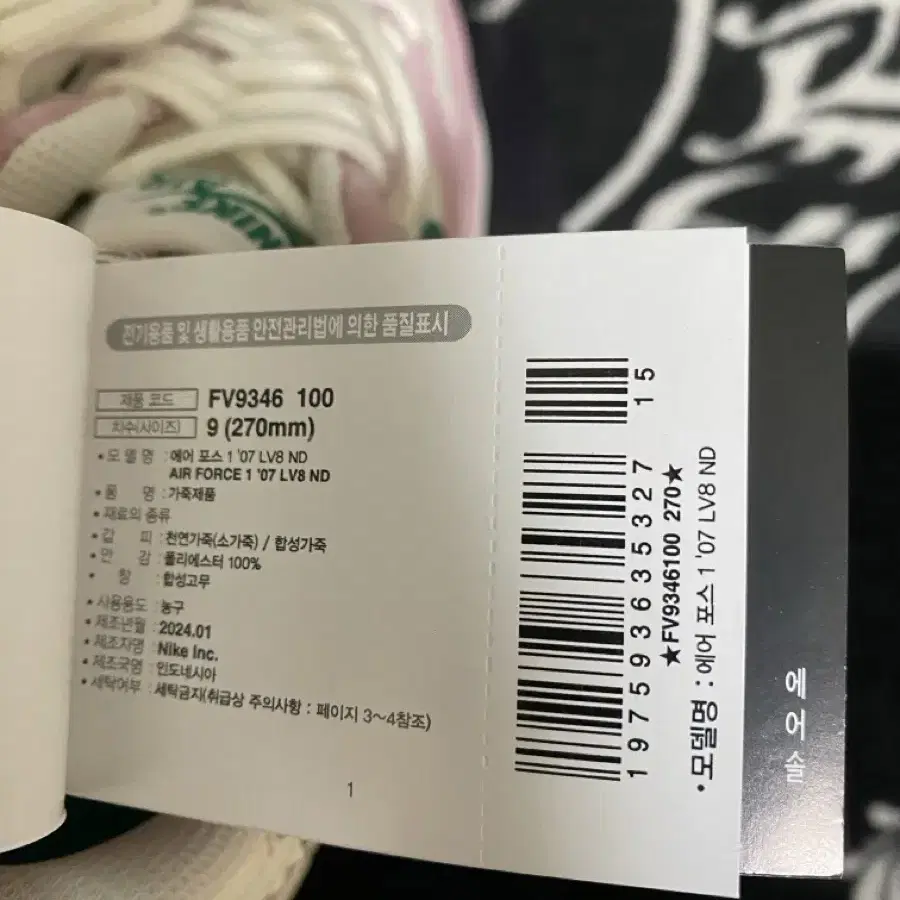 NIKE
전기용품 및 생활용품 안전관리법에 의한 품질표시
제품 코드 FV9346 100
치수(사이즈) 9 (270mm)
• 모 델 명 : 에어 포스 1 '07 LV8 ND
AIR FORCE 1 '07 LV8 ND
• 품 명 : 가죽제품
• 재료의 종류
• 갑 피 : 천연가죽(소가죽) / 합성가죽
• 안 감 : 폴리에스터 100%
• 창 : 합성고무
• 사용용도 : 농구
• 제조년월 : 2024.01
• 제조자명 : Nike Inc.
• 제조국명 : 인도네시아
• 세탁여부 : 세탁금지(취급상 주의사항 : 페이지 3~4참조)
1
15
197593635327
★FV9346100 270★
• 모델명 : 에어 포스 1 '07 LV8 ND
에어솔